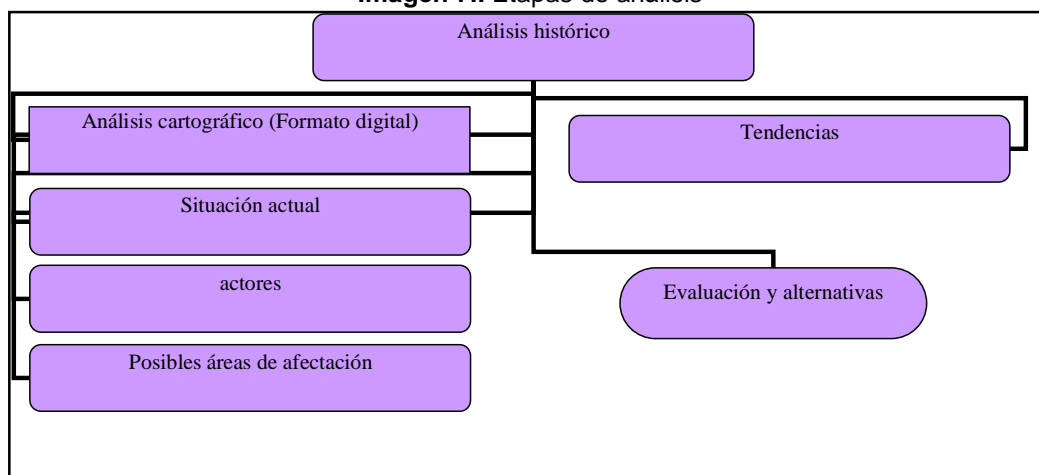 Etapas de análisis
Análisis histórico
Análisis cartográfico (Formato digital)
Tendencias
Situación actual
actores
Evaluación y alternativas
Posibles áreas de afectación